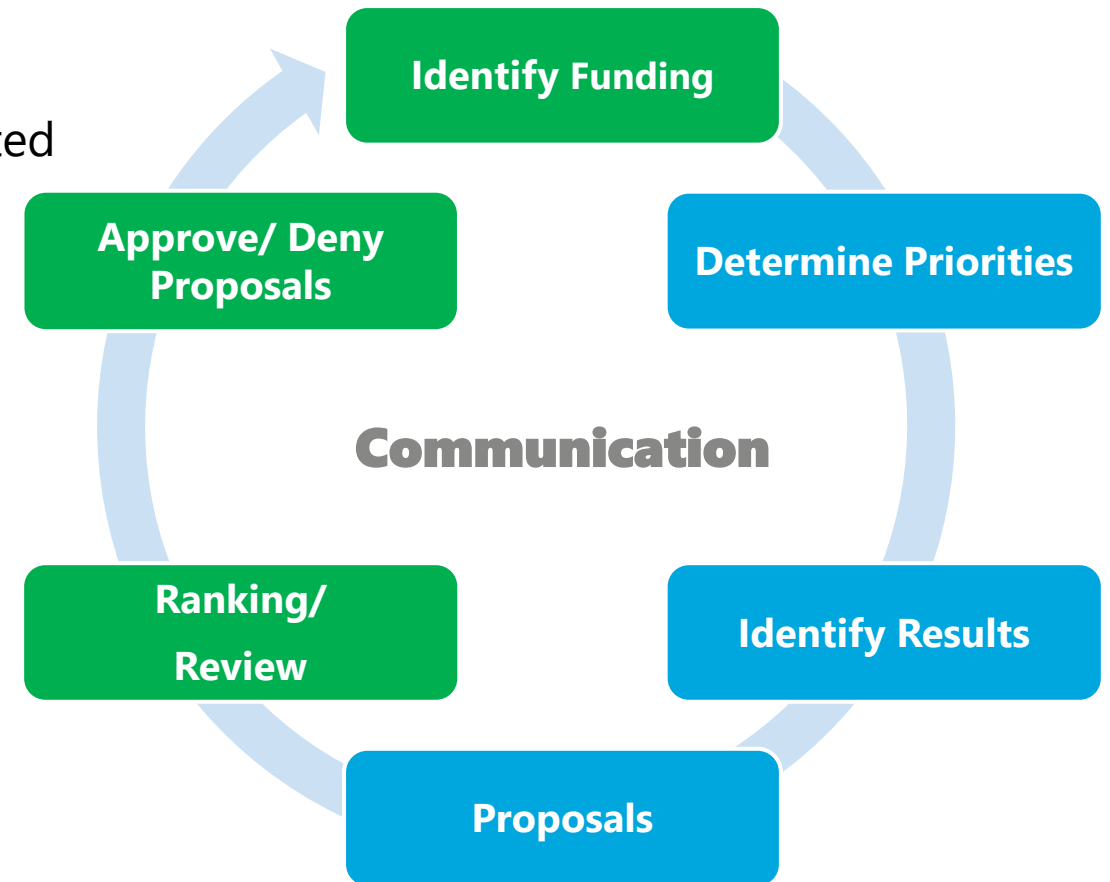 Identify Funding
Approve/ Deny
Proposals
Determine Priorities
Communication
Ranking/
Review
Identify Results
Proposals